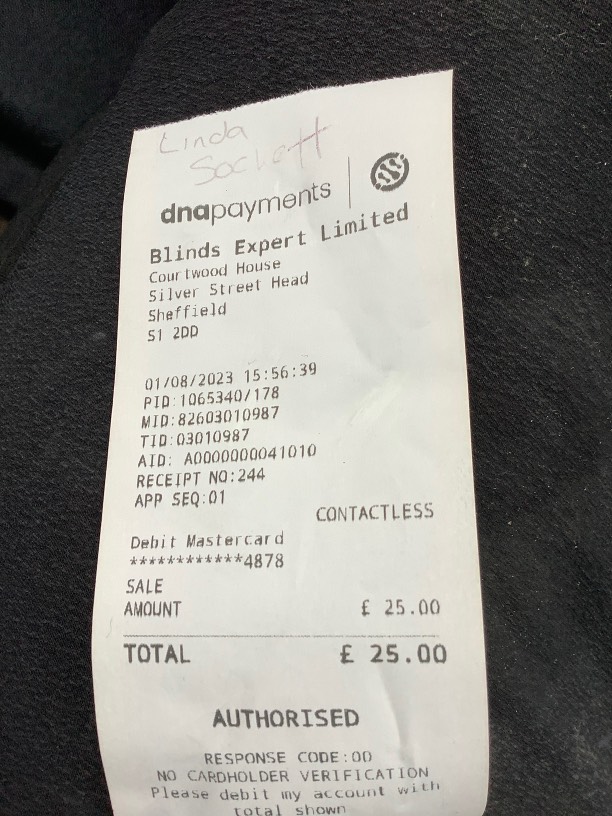 Linda
dnapayments
Blinds Expert Limited
Courtwood House
Silver Street Head
Sheffield
S1 2DD
01/08/2023 15:56:39
PID:1065340/178
MID:82603010987
TID:03010987
AID: A0000000041010
RECEIPT NO:244
APP SEQ:01
CONTACTLESS
Debit Mastercard
************4878
SALE
AMOUNT £ 25.00
TOTAL £ 25.00
AUTHORISED
RESPONSE CODE:00
NO CARDHOLDER VERIFICATION
Please debit my account with
total shown